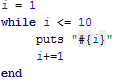 i = 1
while i <= 10
     puts "#{i}"
     i+=1
end